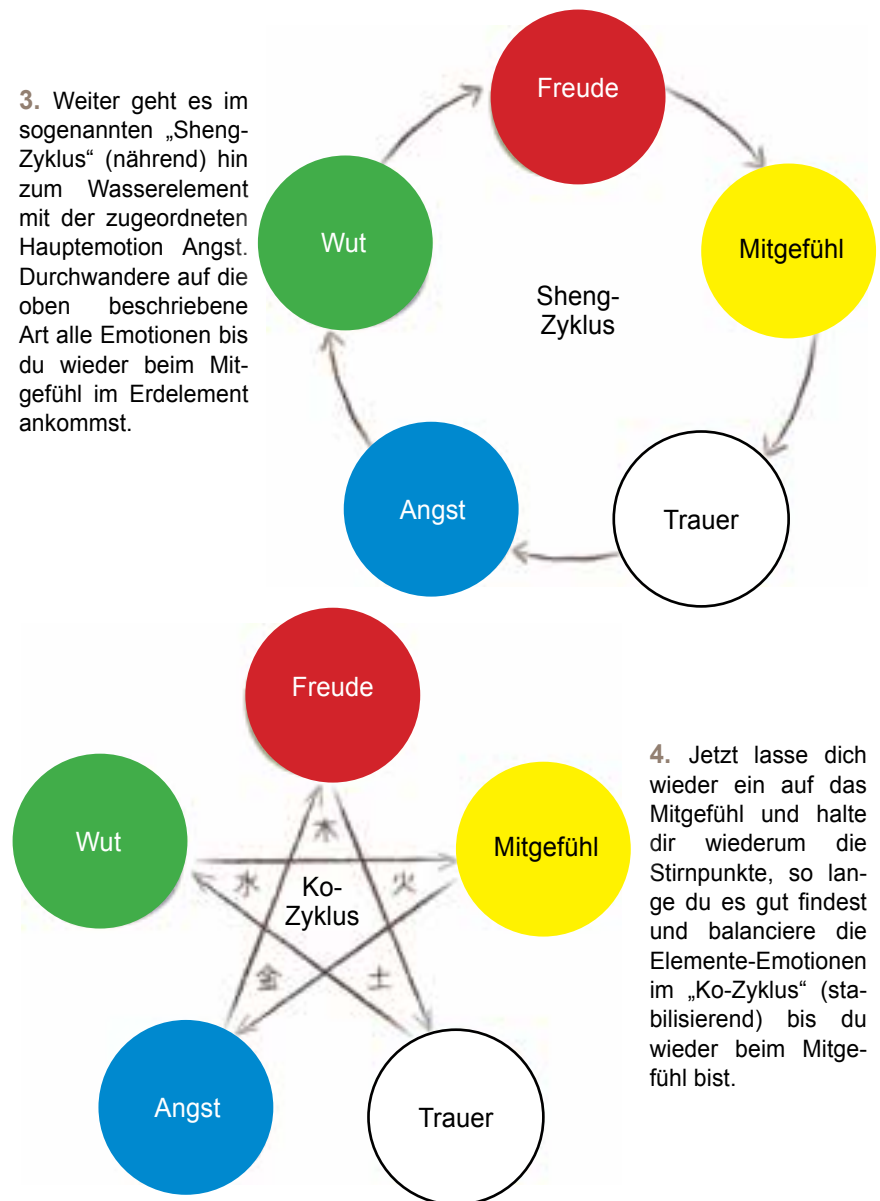 3. Weiter geht es im
sogenannten „Sheng-
Zyklus“ (nährend) hin
zum Wasserelement
mit der zugeordneten
Hauptemotion Angst.
Durchwandere auf die
oben beschriebene
Art alle Emotionen bis
du wieder beim Mit-
gefühl im Erdelement
ankommst.
Freude
Wut
Mitgefühl
Sheng-
Zyklus
Angst
Trauer
Freude
Wut
Mitgefühl
木
水
火
Ko-
Zyklus
金
土
Angst
Trauer
4. Jetzt lasse dich
wieder ein auf das
Mitgefühl und halte
dir wiederum die
Stirnpunkte, so lan-
ge du es gut findest
und balanciere die
Elemente-Emotionen
im „Ko-Zyklus“ (sta-
bilisierend) bis du
wieder beim Mitge-
fühl bist.